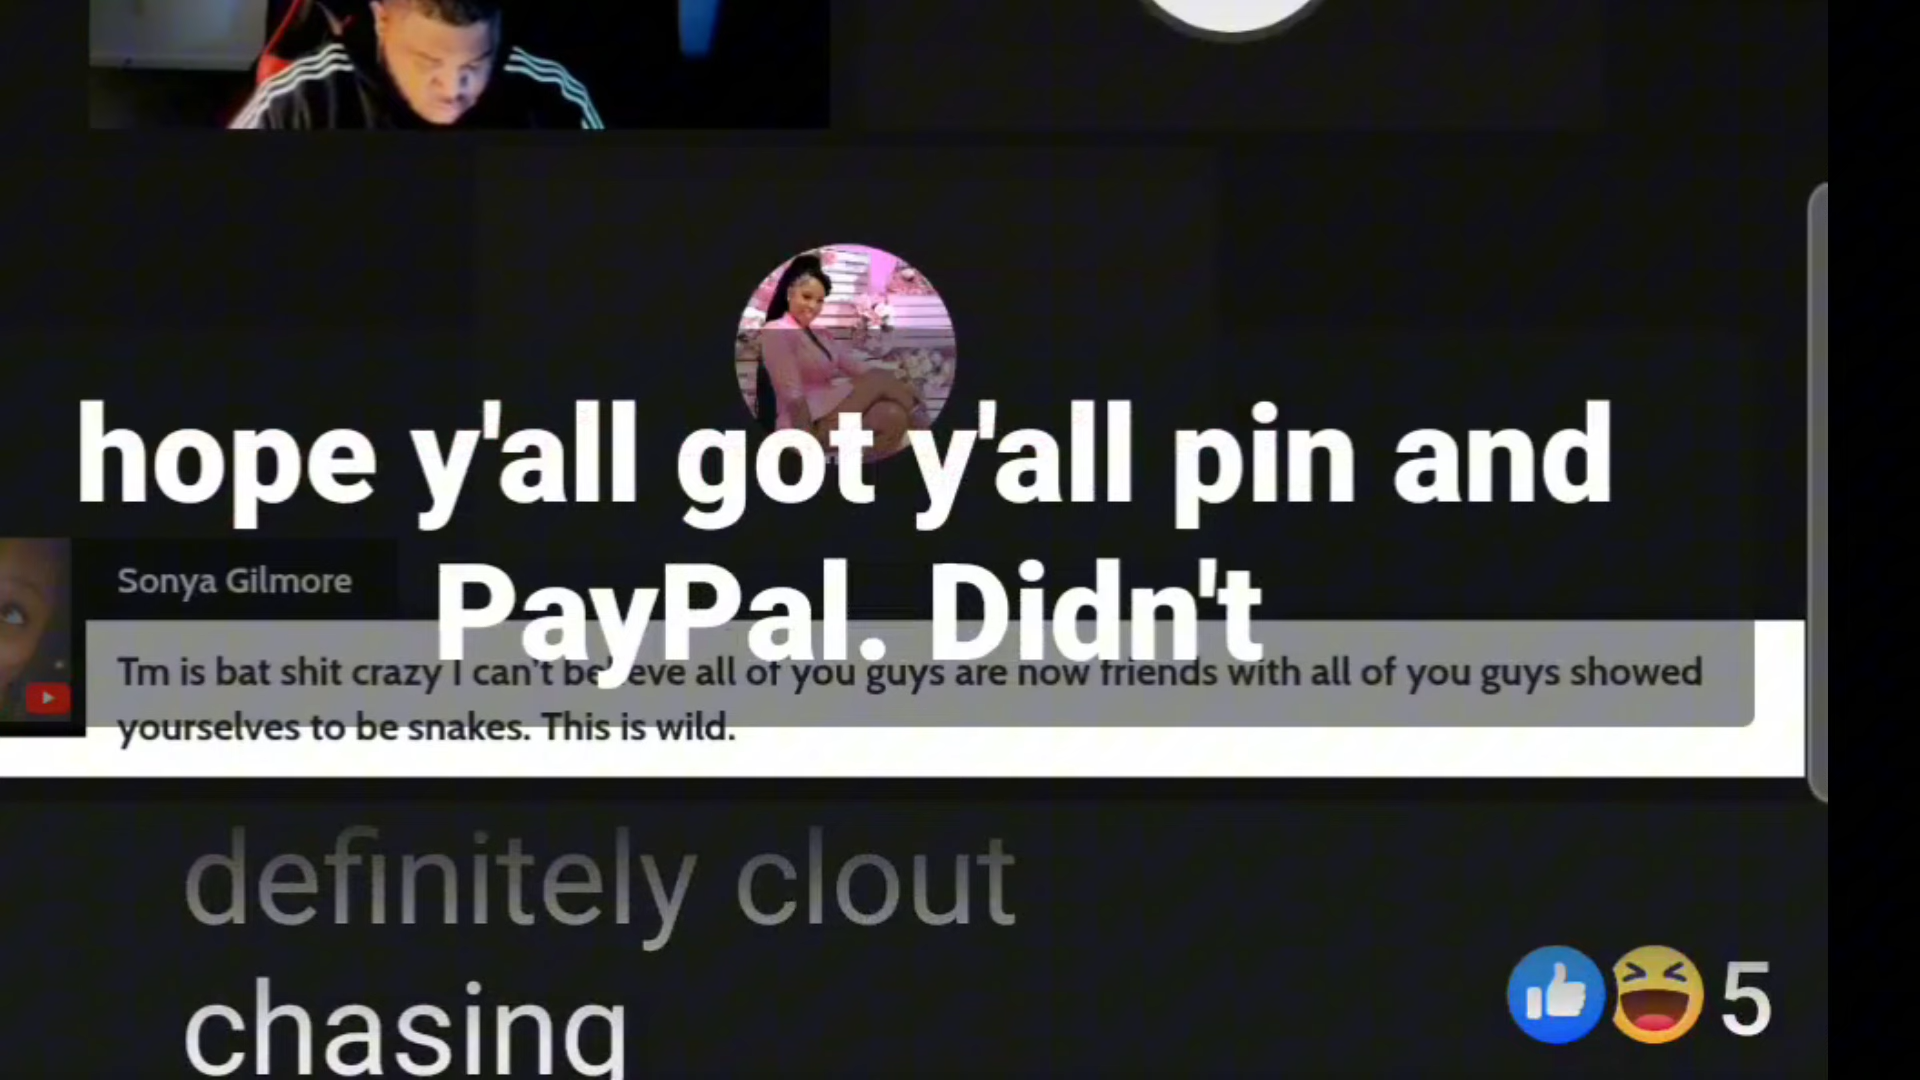 hope y'all got y'all pin and
PayPal. Didn't
Sonya Gilmore
Tm is bat shit crazy I can't believe all of you guys are now friends with all of you guys showed
yourselves to be snakes. This is wild.
definitely clout
chasing
5